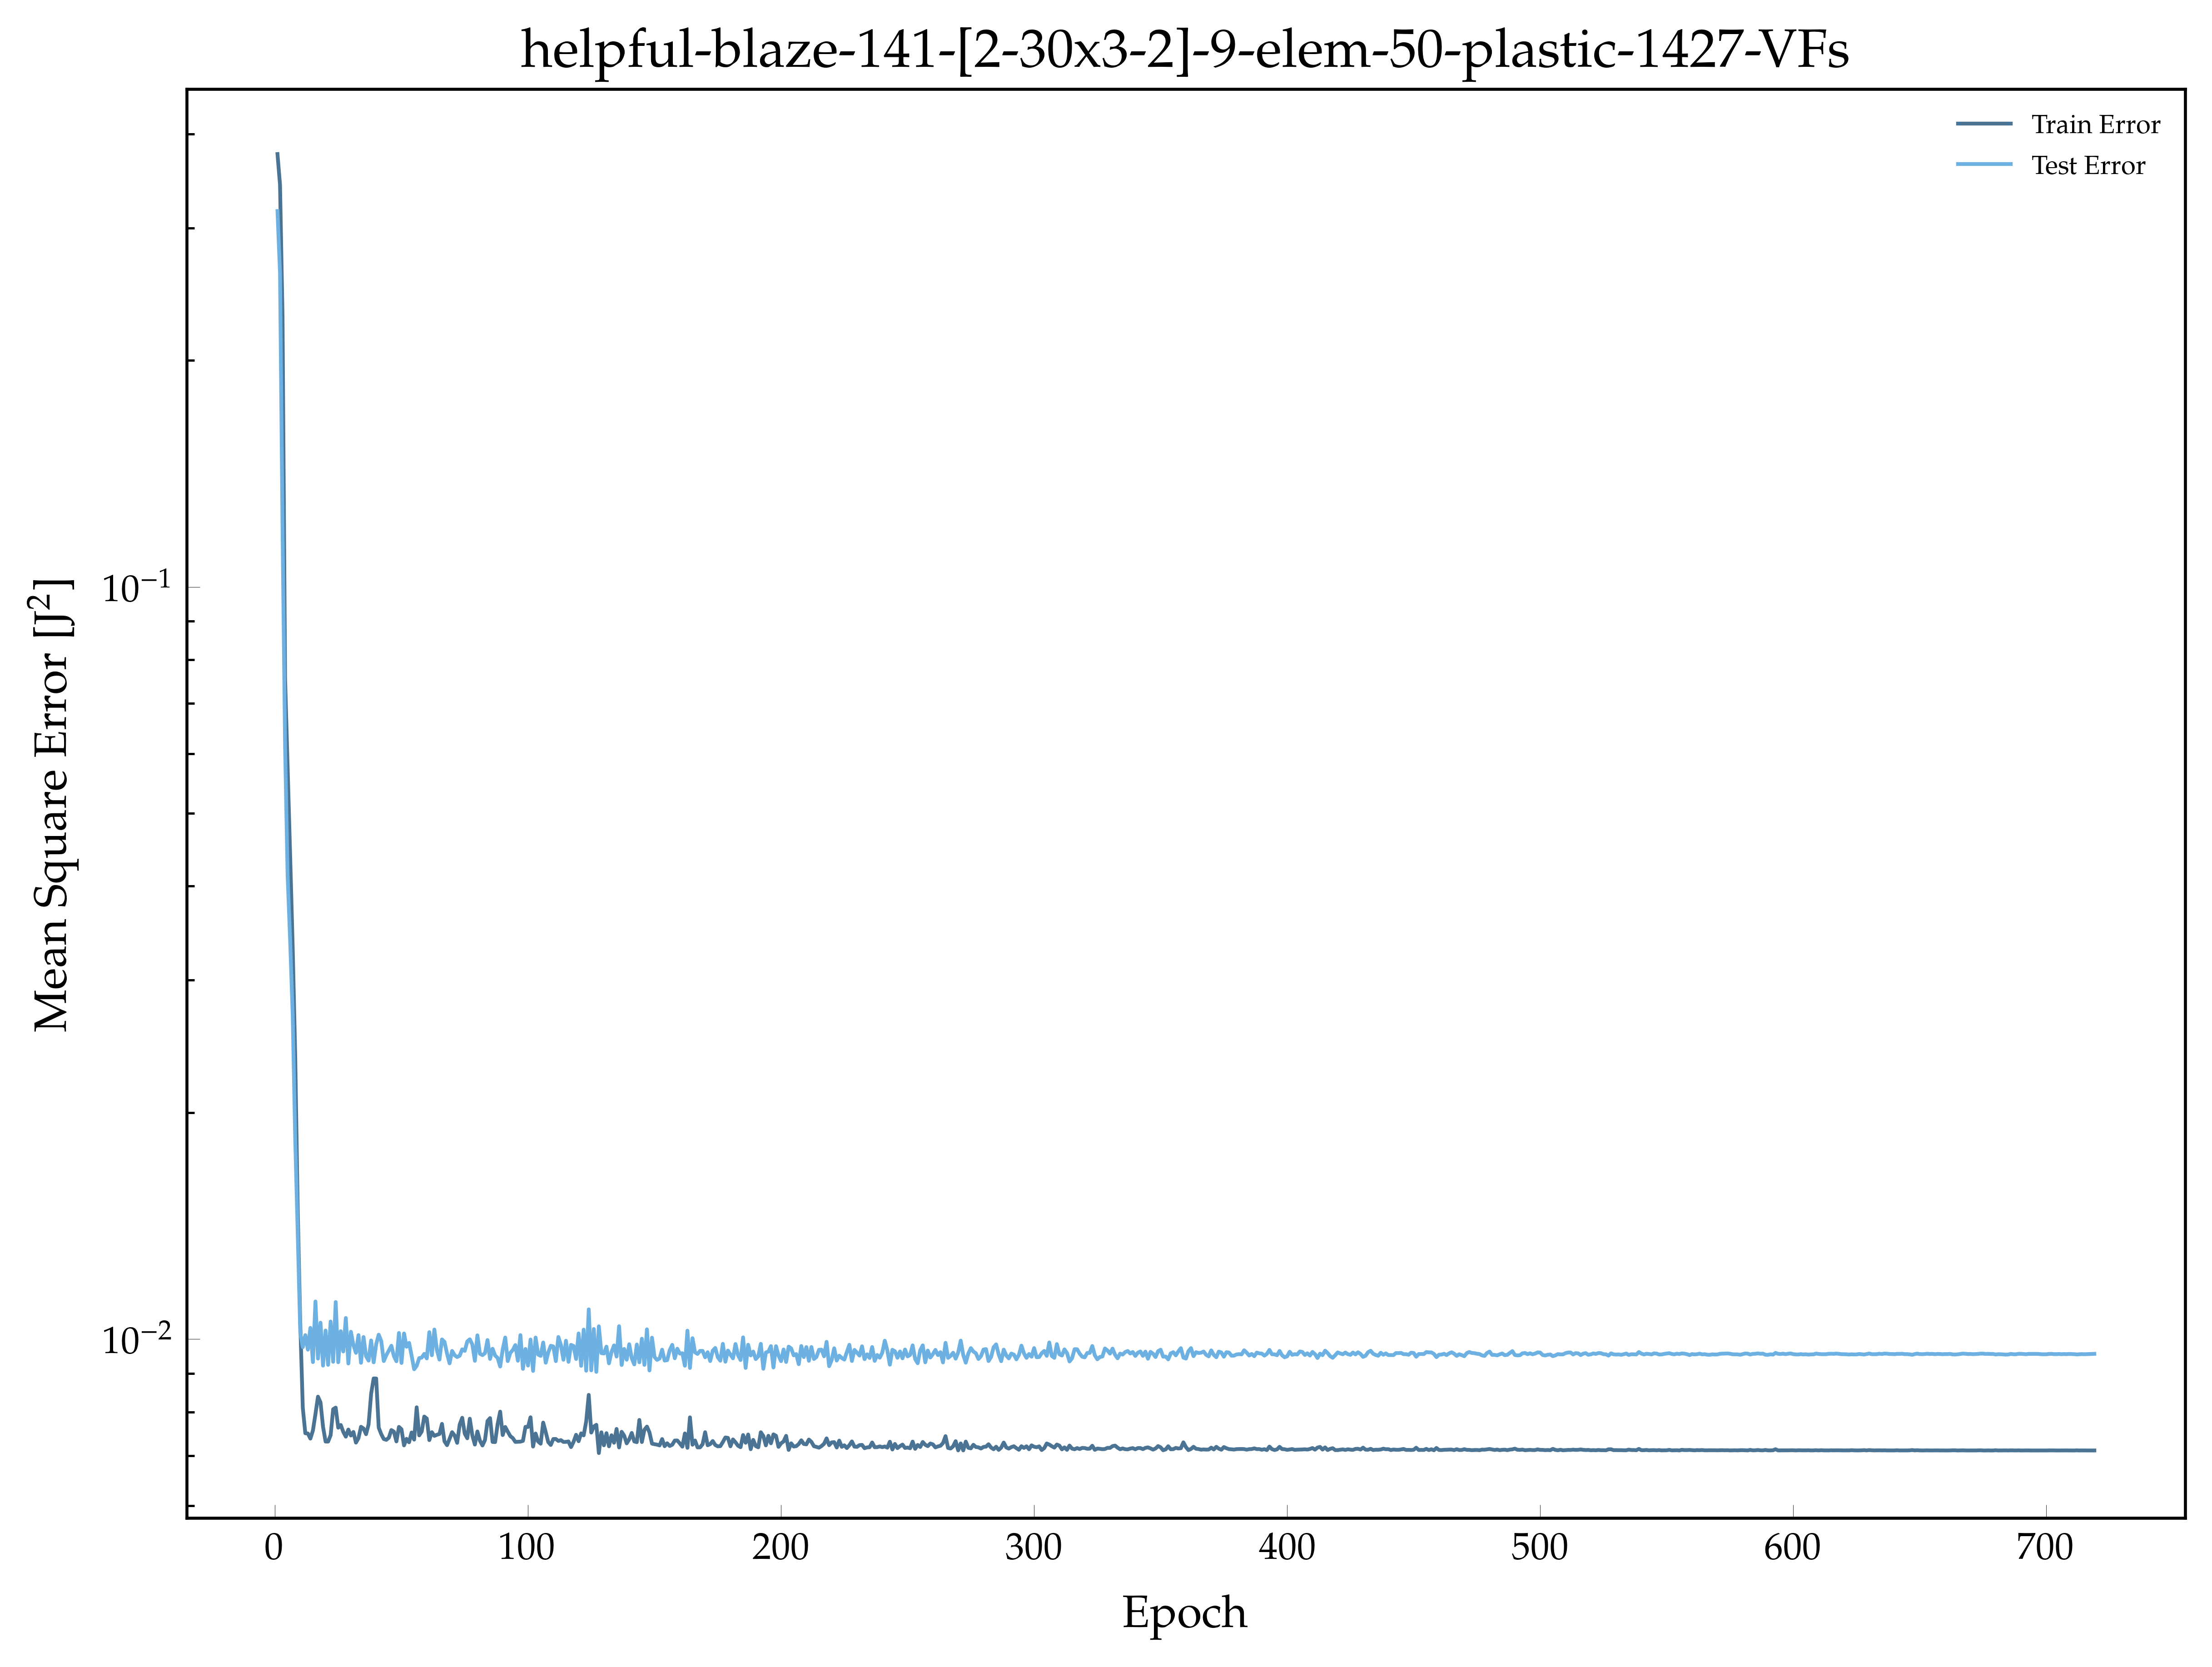 helpful-blaze-141-[2-30x3-2]-9-elem-50-plastic-1427-VFs
Train Error
Test Error
Mean Square Error [J²]
10⁻¹
10⁻²
0 100 200 300 400 500 600 700
Epoch